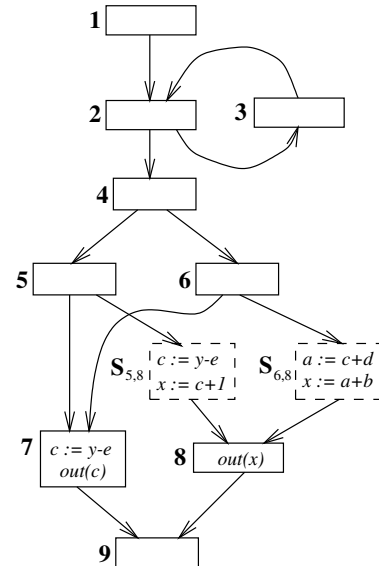 1
2
3
4
5
6
S5,8
c := y-e
x := c+1
S6,8
a := c+d
x := a+b
7
c := y-e
out(c)
8
out(x)
9